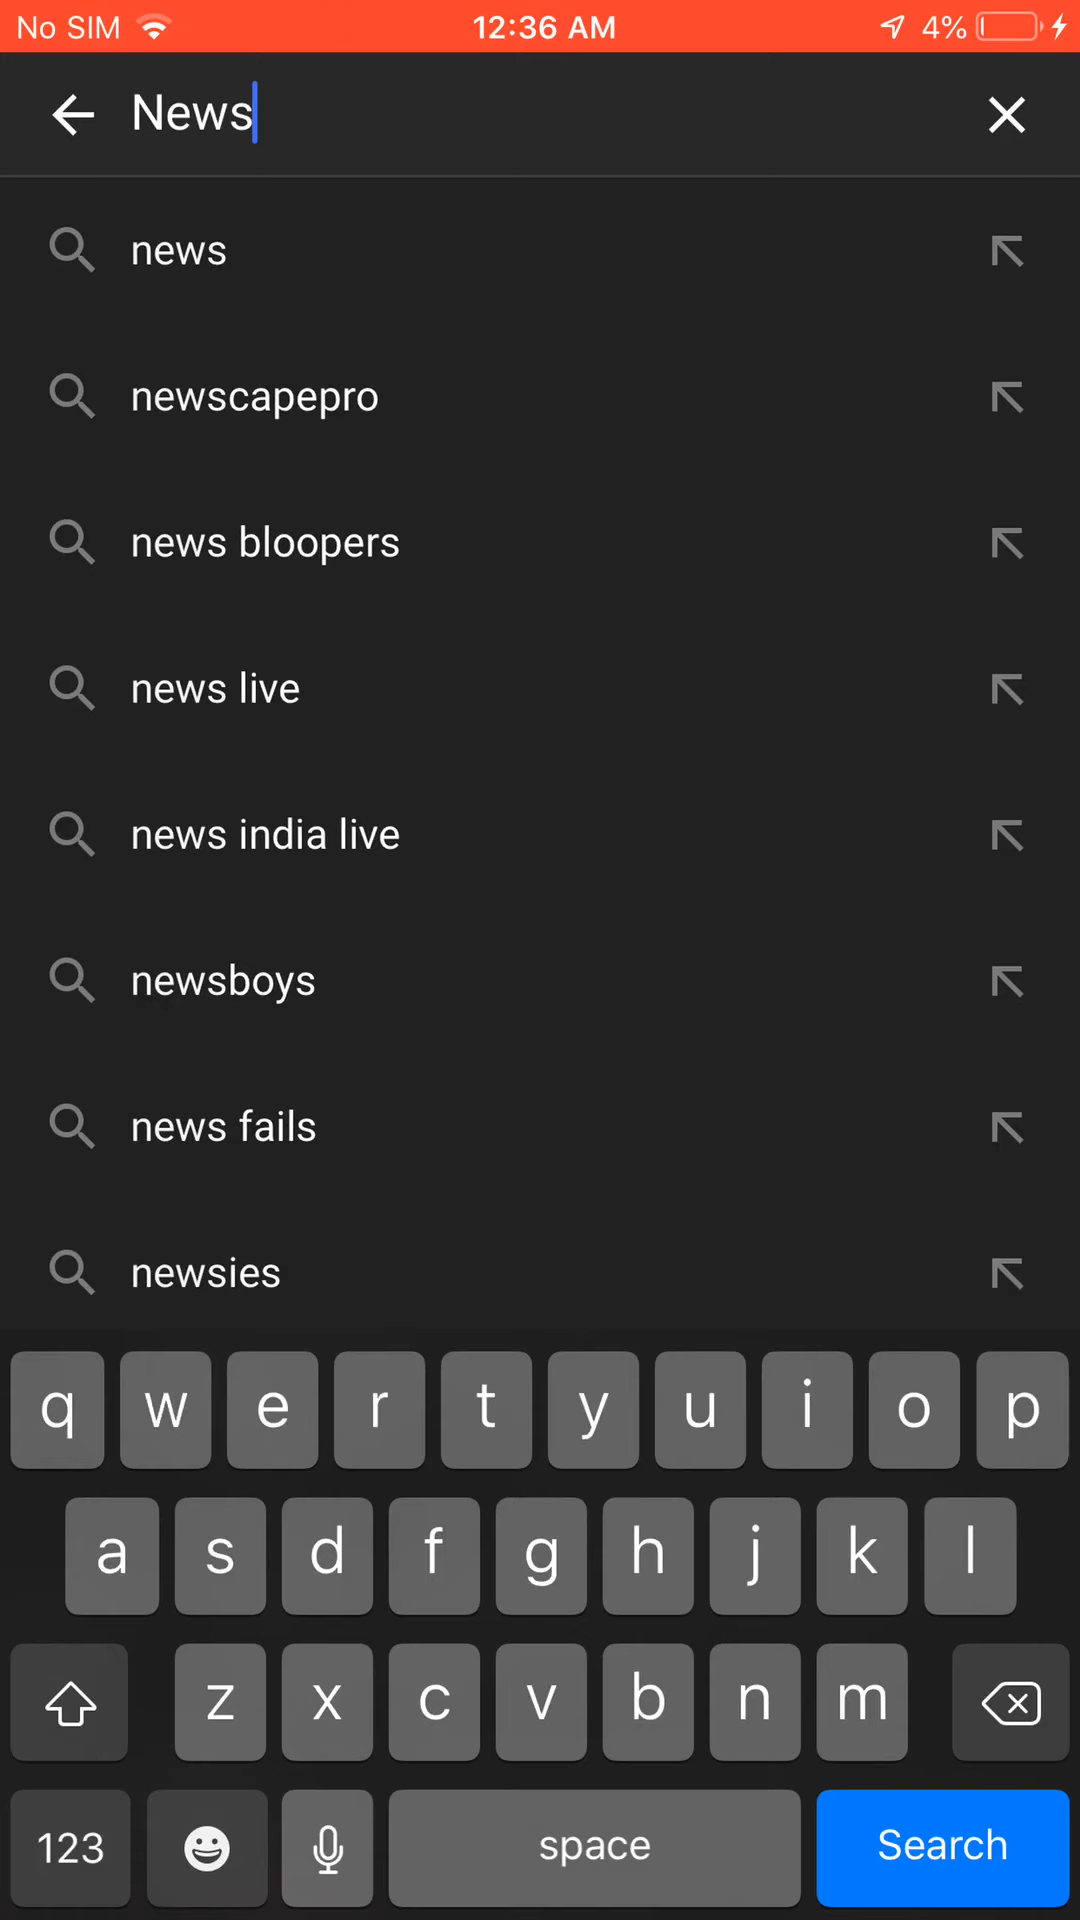 No SIM 12:36 AM 4%
News
news
newscapepro
news bloopers
news live
news india live
newsboys
news fails
newsies
q w e r t y u i o p
a s d f g h j k l
z x c v b n m
123 space Search